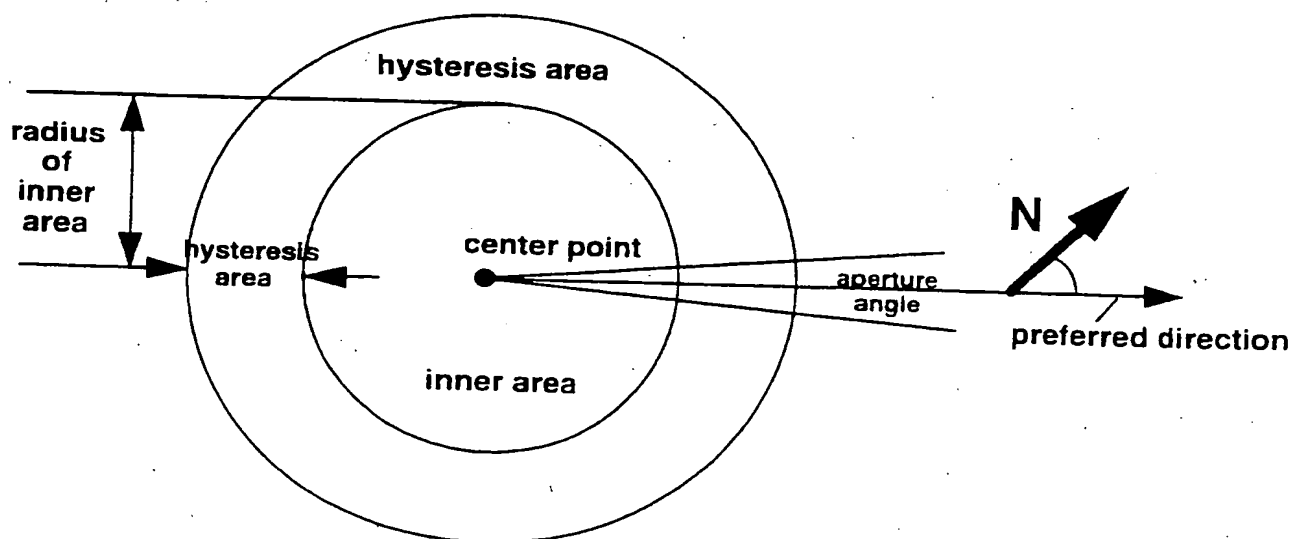 hysteresis area
radius
of
inner
area
hysteresis
area
center point
N
aperture
angle
preferred direction
inner area